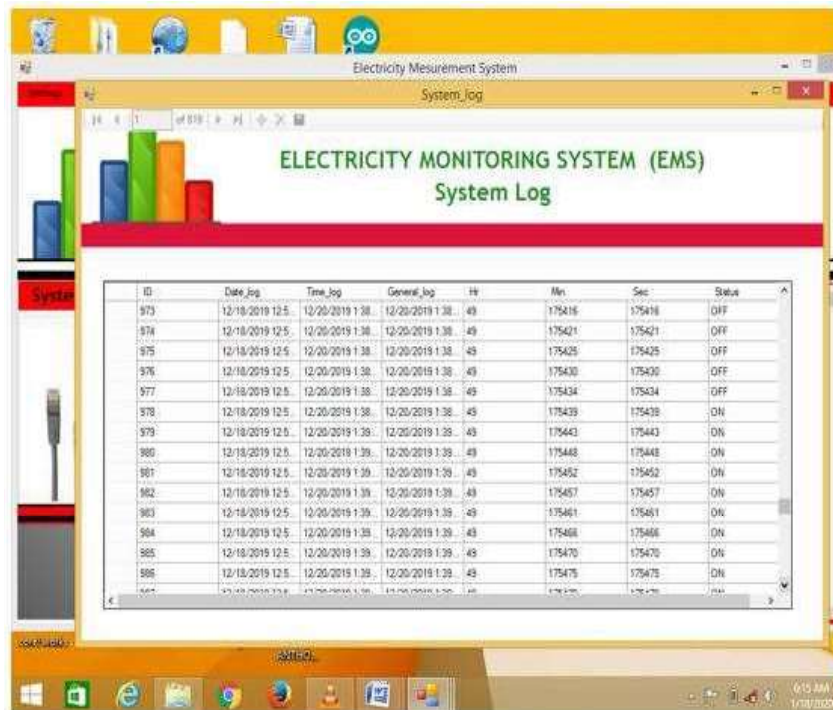 Electricity Mesurement System
System_log
1 of 819
ELECTRICITY MONITORING SYSTEM (EMS)
System Log
Syste
ID Date_log Time_log General_log Hr Min Sec Status
973 12/18/2019 12:5... 12/20/2019 1:38... 12/20/2019 1:38... 49 175416 175416 OFF
974 12/18/2019 12:5... 12/20/2019 1:38... 12/20/2019 1:38... 49 175421 175421 OFF
975 12/18/2019 12:5... 12/20/2019 1:38... 12/20/2019 1:38... 49 175425 175425 OFF
976 12/18/2019 12:5... 12/20/2019 1:38... 12/20/2019 1:38... 49 175430 175430 OFF
977 12/18/2019 12:5... 12/20/2019 1:38... 12/20/2019 1:38... 49 175434 175434 OFF
978 12/18/2019 12:5... 12/20/2019 1:38... 12/20/2019 1:38... 49 175439 175439 ON
979 12/18/2019 12:5... 12/20/2019 1:39... 12/20/2019 1:39... 49 175443 175443 ON
980 12/18/2019 12:5... 12/20/2019 1:39... 12/20/2019 1:39... 49 175448 175448 ON
981 12/18/2019 12:5... 12/20/2019 1:39... 12/20/2019 1:39... 49 175452 175452 ON
982 12/18/2019 12:5... 12/20/2019 1:39... 12/20/2019 1:39... 49 175457 175457 ON
983 12/18/2019 12:5... 12/20/2019 1:39... 12/20/2019 1:39... 49 175461 175461 ON
984 12/18/2019 12:5... 12/20/2019 1:39... 12/20/2019 1:39... 49 175466 175466 ON
985 12/18/2019 12:5... 12/20/2019 1:39... 12/20/2019 1:39... 49 175470 175470 ON
986 12/18/2019 12:5... 12/20/2019 1:39... 12/20/2019 1:39... 49 175475 175475 ON
6:15 AM